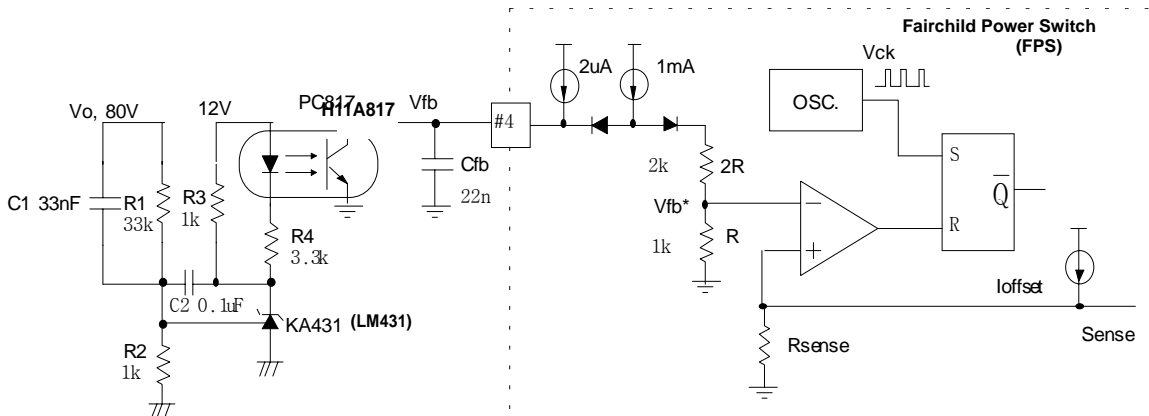 Fairchild Power Switch
(FPS)
Vck
2uA
1mA
OSC.
Vo, 80V
12V
PC817
H11A817
Vfb
#4
Cfb
22n
2k
2R
S
Q
R
C1 33nF
R1
33k
R3
1k
R4
3.3k
Vfb*
1k
R
−
+
C2 0.1uF
KA431 (LM431)
R2
1k
Ioffset
Rsense
Sense